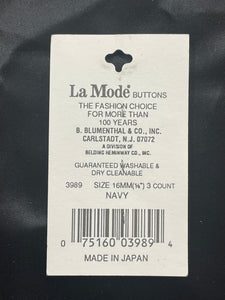 La Mode BUTTONS
THE FASHION CHOICE
FOR MORE THAN
100 YEARS
B. BLUMENTHAL & CO., INC.
CARLSTADT, N.J. 07072
A DIVISION OF
BELDING HEMINWAY CO., INC.
GUARANTEED WASHABLE &
DRY CLEANABLE
3989 SIZE 16MM(⅝") 3 COUNT
NAVY
0 75160 03989 4
MADE IN JAPAN